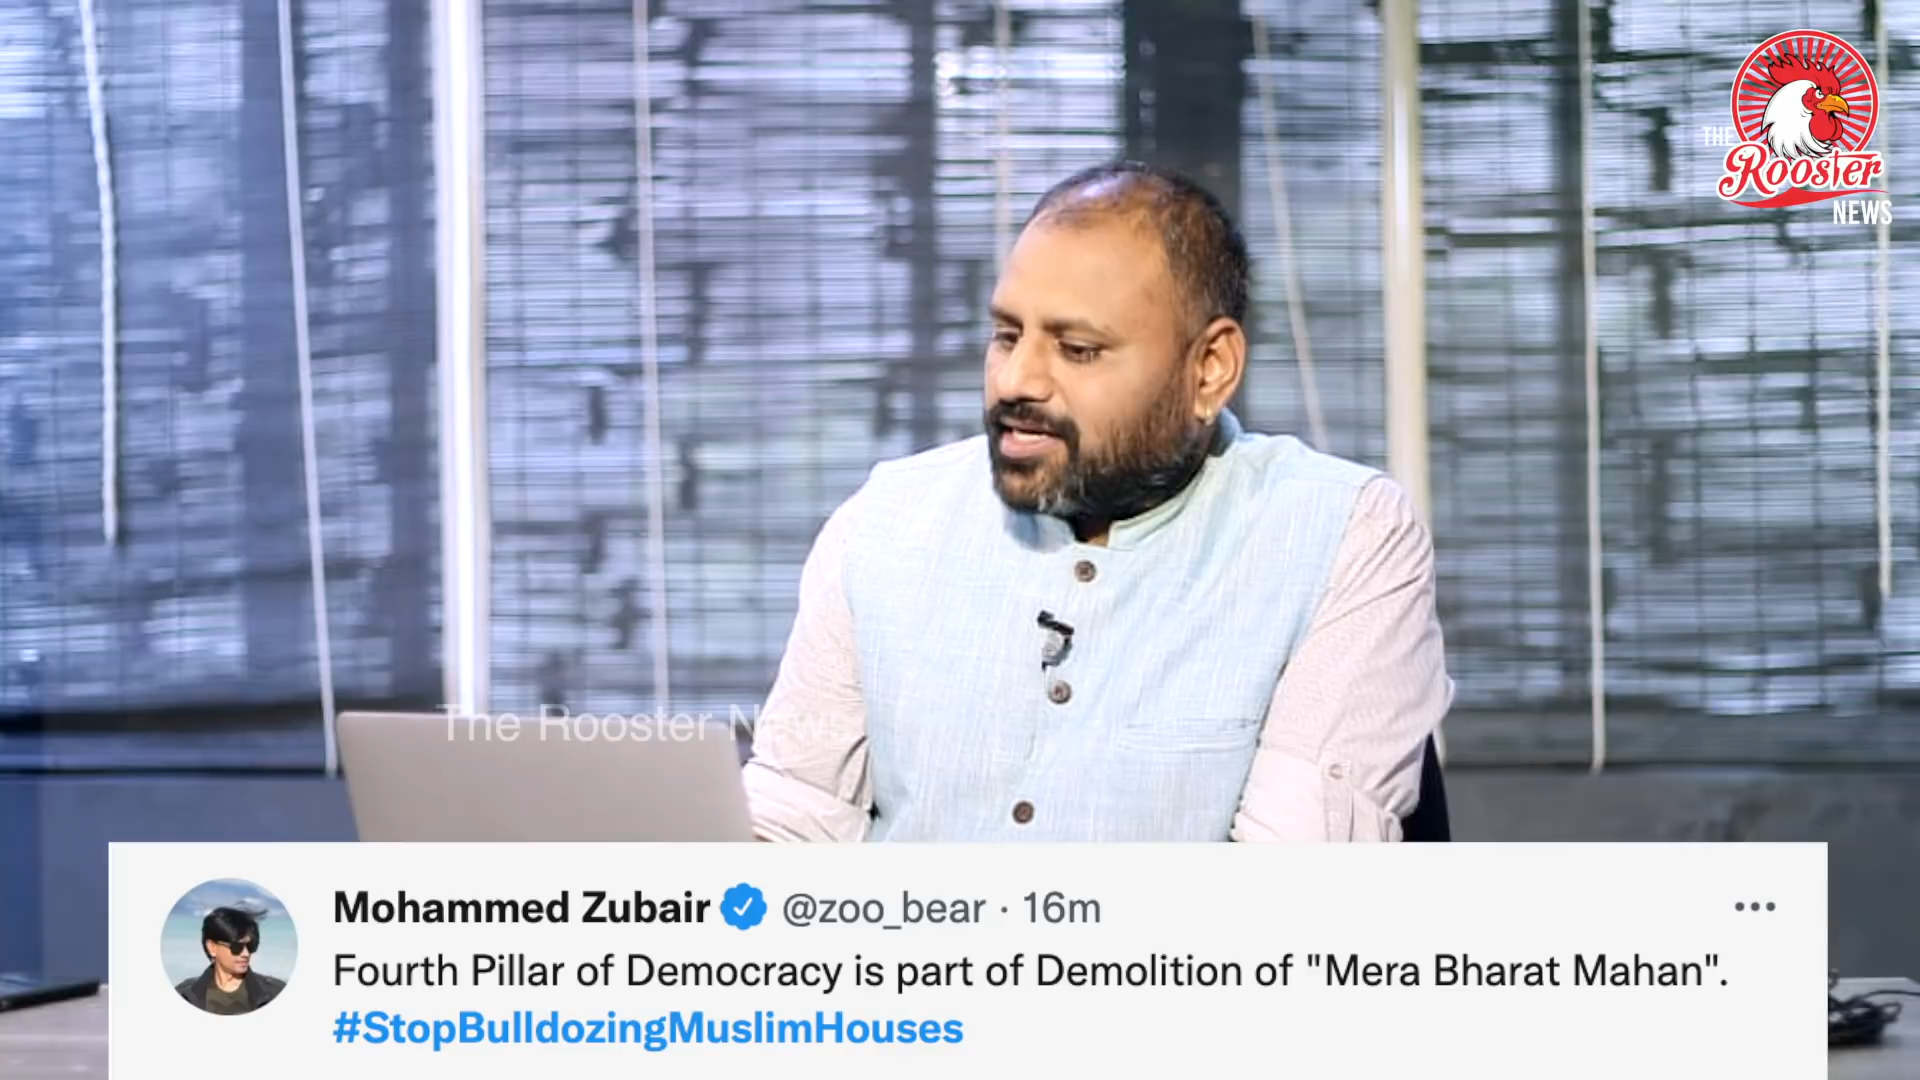 THE
Rooster
NEWS
The Rooster News
Mohammed Zubair @zoo_bear · 16m
Fourth Pillar of Democracy is part of Demolition of "Mera Bharat Mahan".
#StopBulldozingMuslimHouses